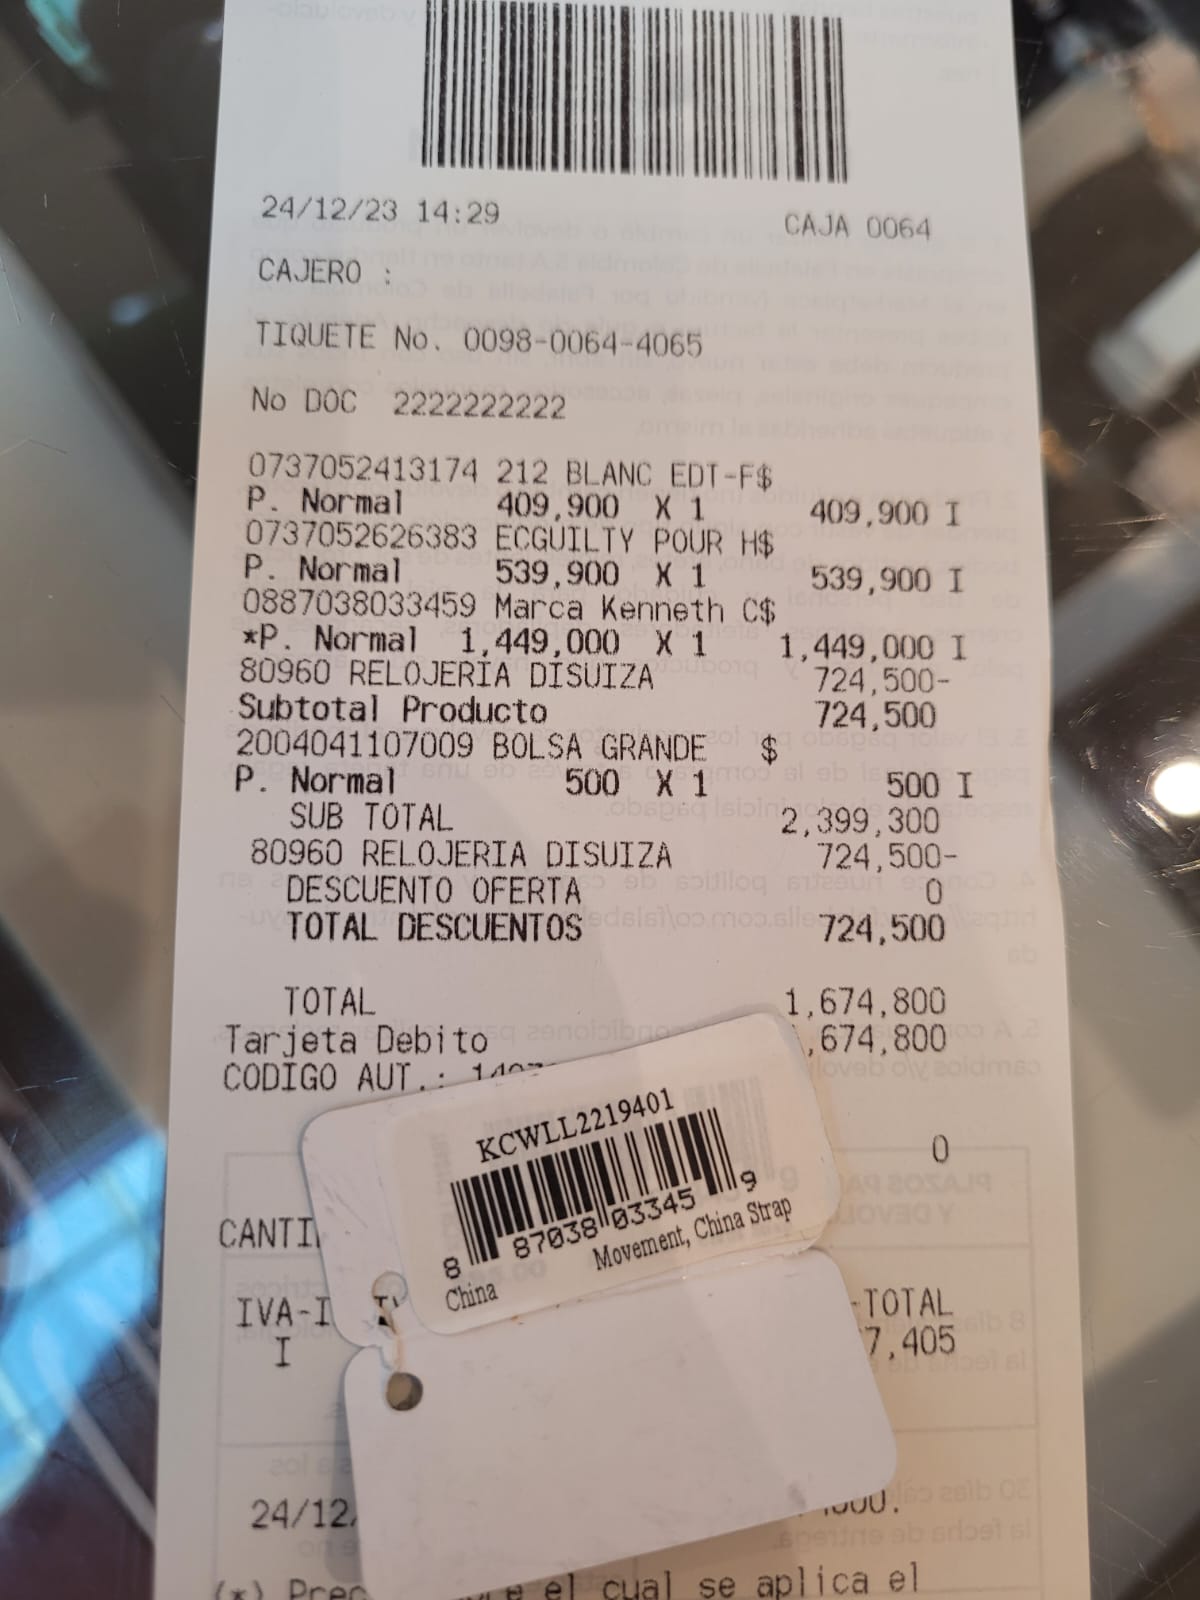 24/12/23 14:29 CAJA 0064
CAJERO :
TIQUETE No. 0098-0064-4065
No DOC 2222222222
0737052413174 212 BLANC EDT-F$
P. Normal 409,900 X 1 409,900 I
0737052626383 ECGUILTY POUR H$
P. Normal 539,900 X 1 539,900 I
0887038033459 Marca Kenneth C$
*P. Normal 1,449,000 X 1 1,449,000 I
80960 RELOJERIA DISUIZA 724,500-
Subtotal Producto 724,500
2004041107009 BOLSA GRANDE $
P. Normal 500 X 1 500 I
SUB TOTAL 2,399,300
80960 RELOJERIA DISUIZA 724,500-
DESCUENTO OFERTA 0
TOTAL DESCUENTOS 724,500
TOTAL 1,674,800
Tarjeta Debito ,674,800
CODIGO AUT.:
KCWLL2219401
8 87038 03345 9
China Movement, China Strap
0
CANTI
IVA-I -TOTAL
I 7,405
24/12
(*) el cual se aplica el